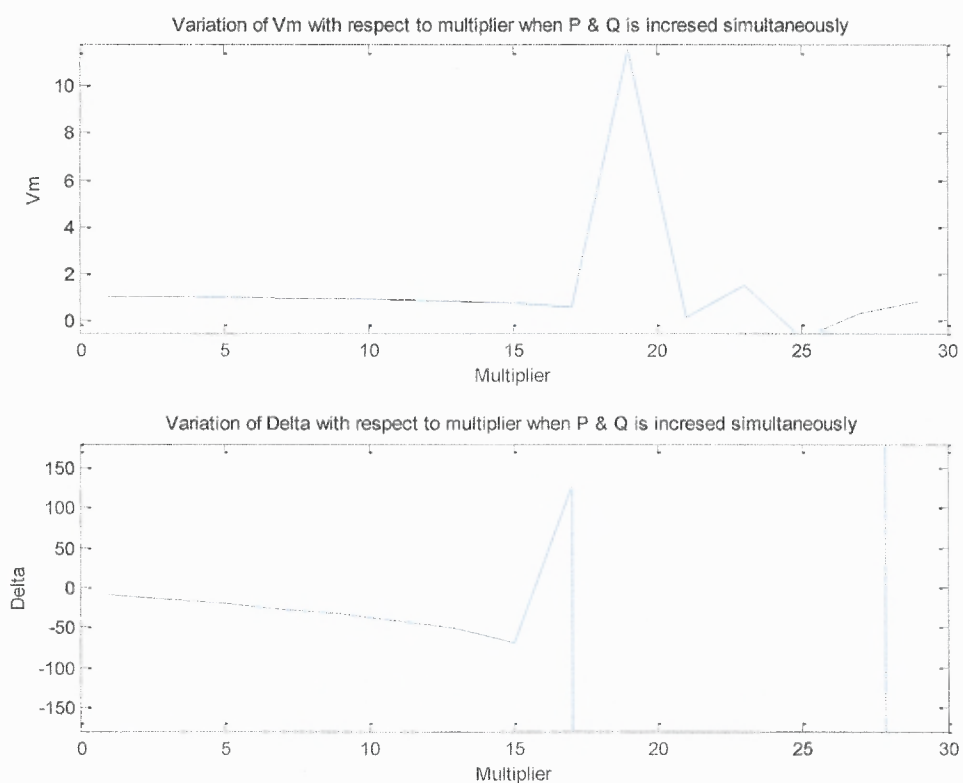 Variation of Vm with respect to multiplier when P & Q is incresed simultaneously
10
8
6
4
2
0
Vm
0 5 10 15 20 25 30
Multiplier
Variation of Delta with respect to multiplier when P & Q is incresed simultaneously
150
100
50
0
-50
-100
-150
Delta
0 5 10 15 20 25 30
Multiplier